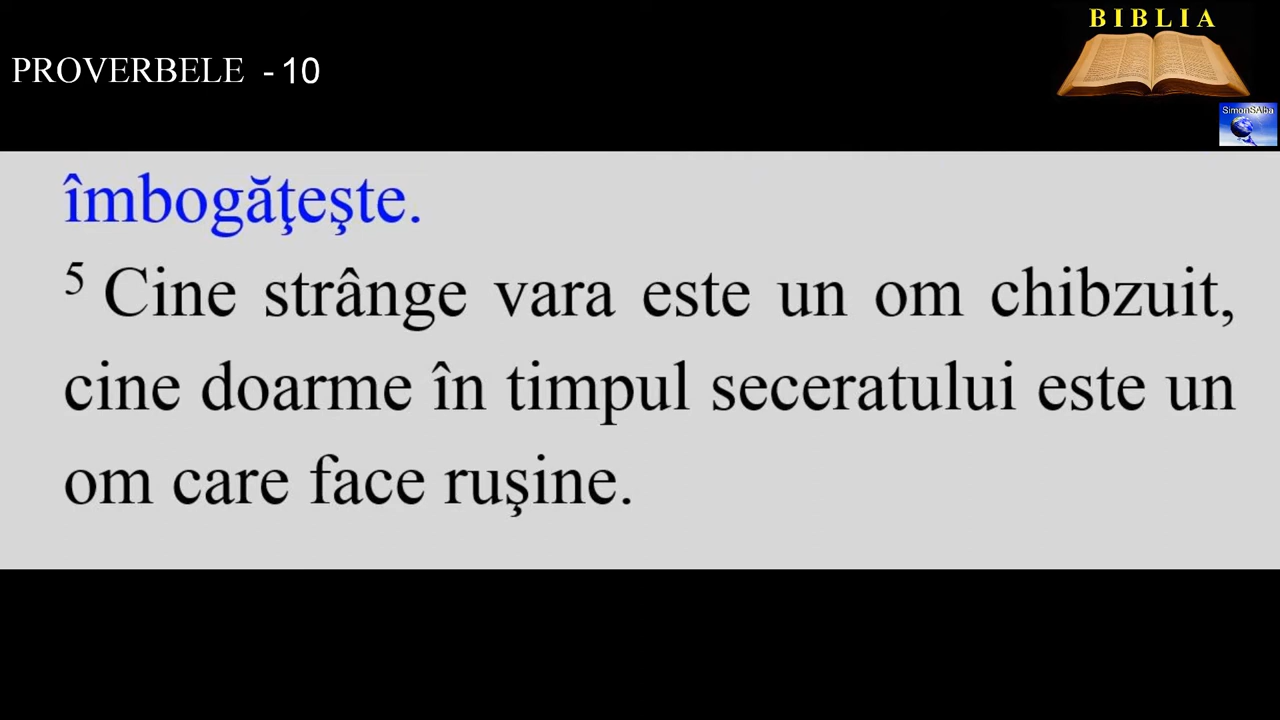 BIBLIA
PROVERBELE - 10
SimonSAlba
îmbogăţeşte.
5 Cine strânge vara este un om chibzuit,
cine doarme în timpul seceratului este un
om care face ruşine.